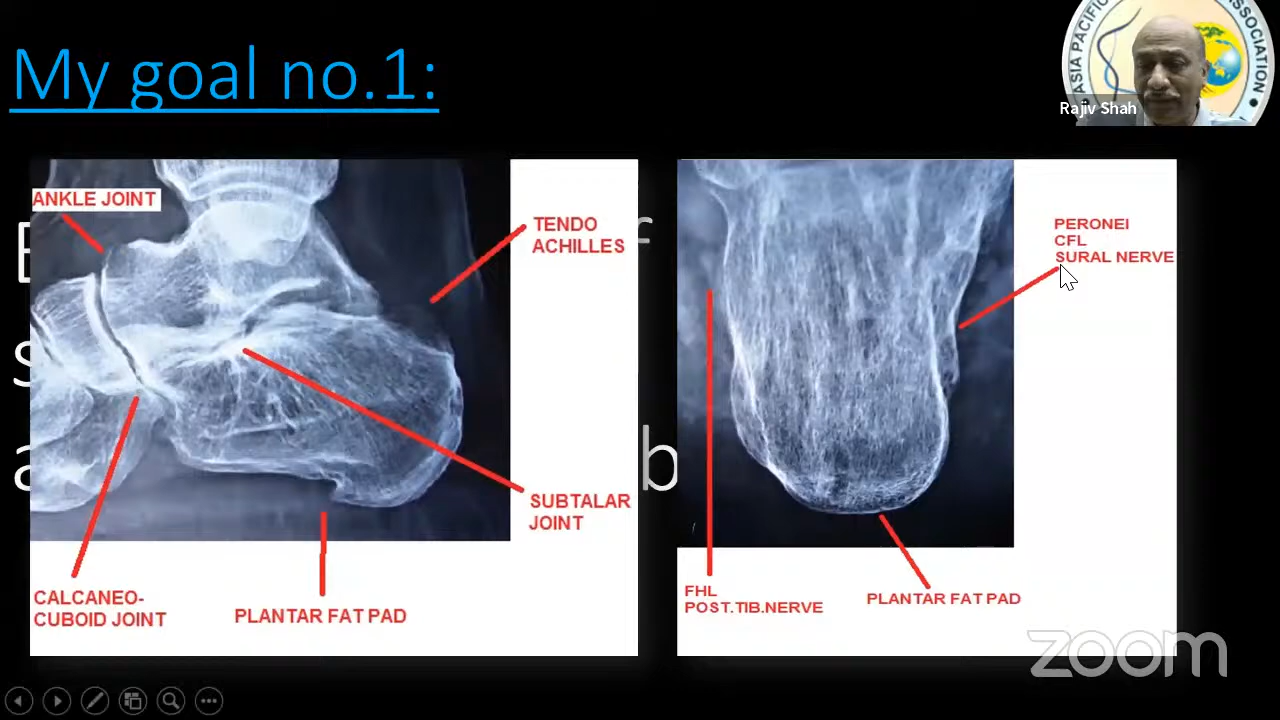 My goal no.1:
ASIA PACIFIC
ASSOCIATION
Rajiv Shah
ANKLE JOINT
TENDO
ACHILLES
SUBTALAR
JOINT
CALCANEO-
CUBOID JOINT
PLANTAR FAT PAD
PERONEI
CFL
SURAL NERVE
FHL
POST.TIB.NERVE
PLANTAR FAT PAD
zoom